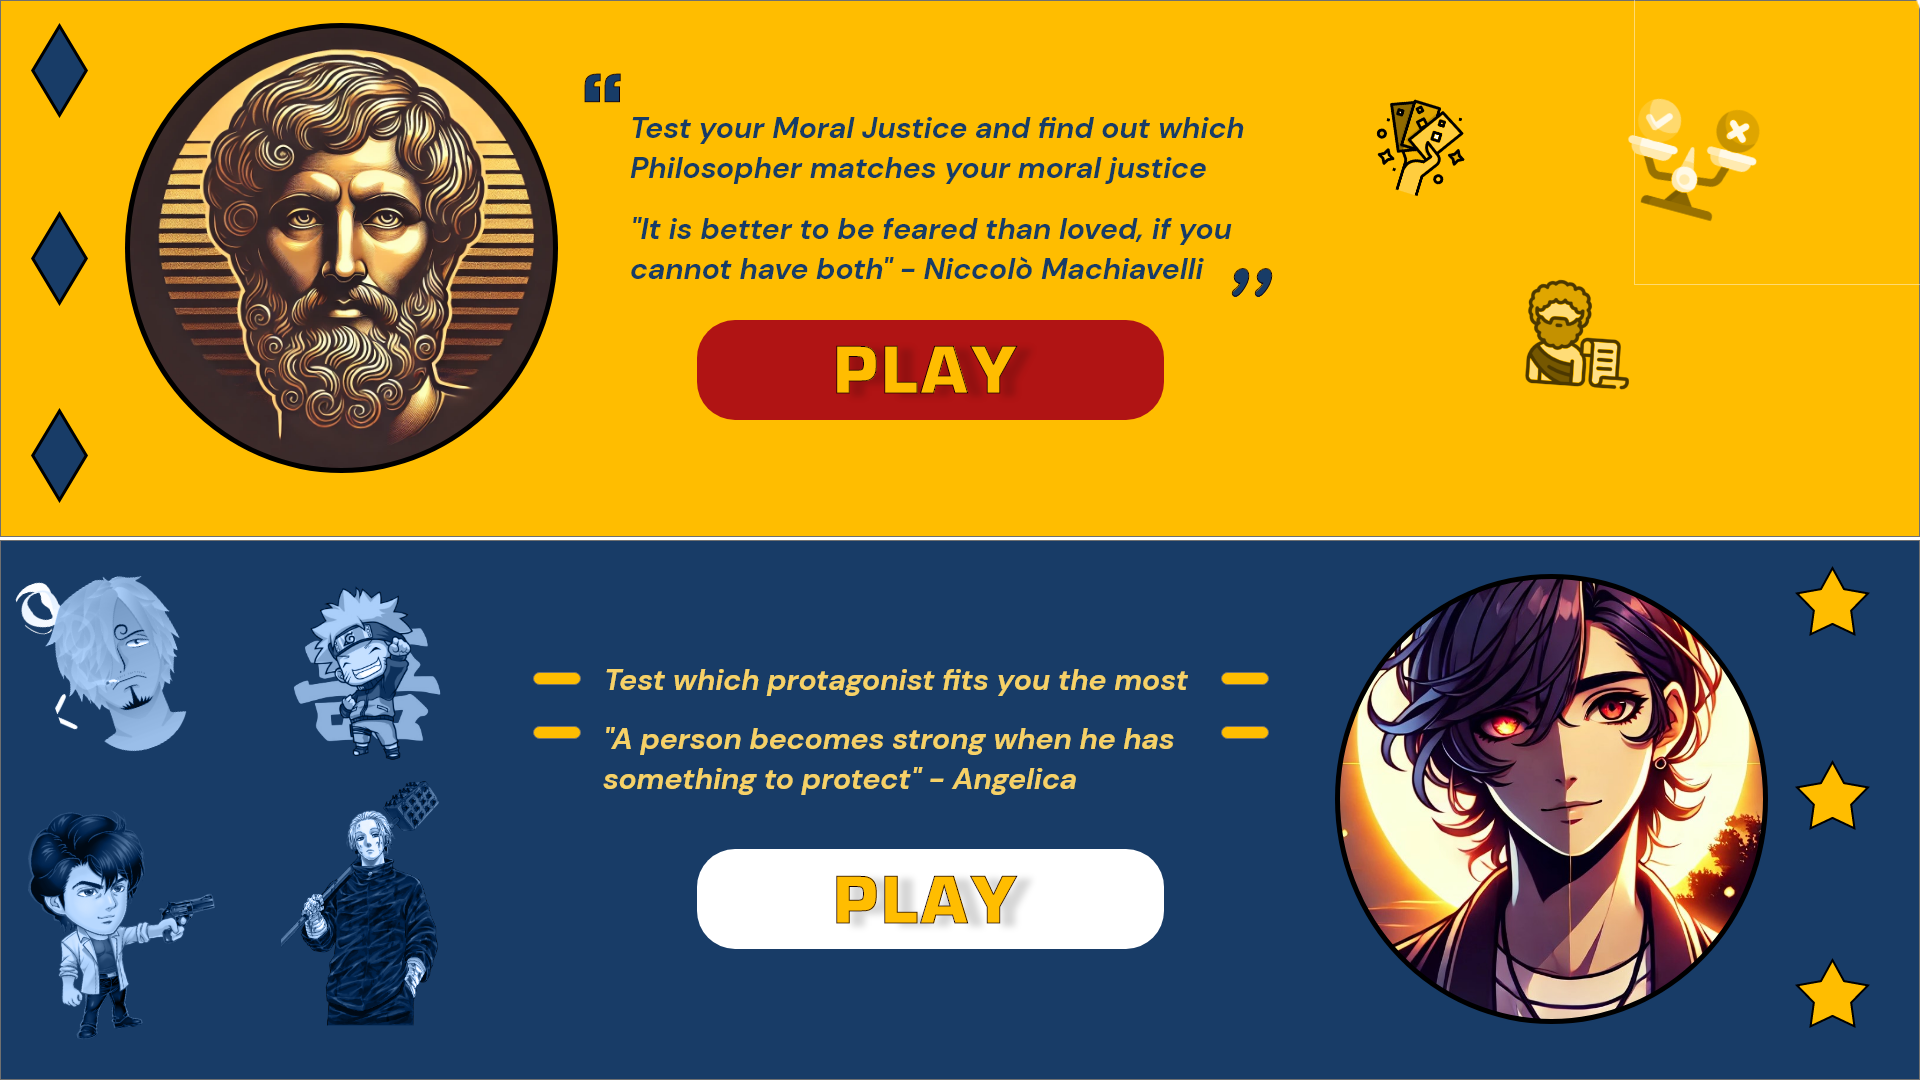 “
Test your Moral Justice and find out which
Philosopher matches your moral justice
"It is better to be feared than loved, if you
cannot have both" - Niccolò Machiavelli
”
PLAY
Test which protagonist fits you the most
"A person becomes strong when he has
something to protect" - Angelica
PLAY